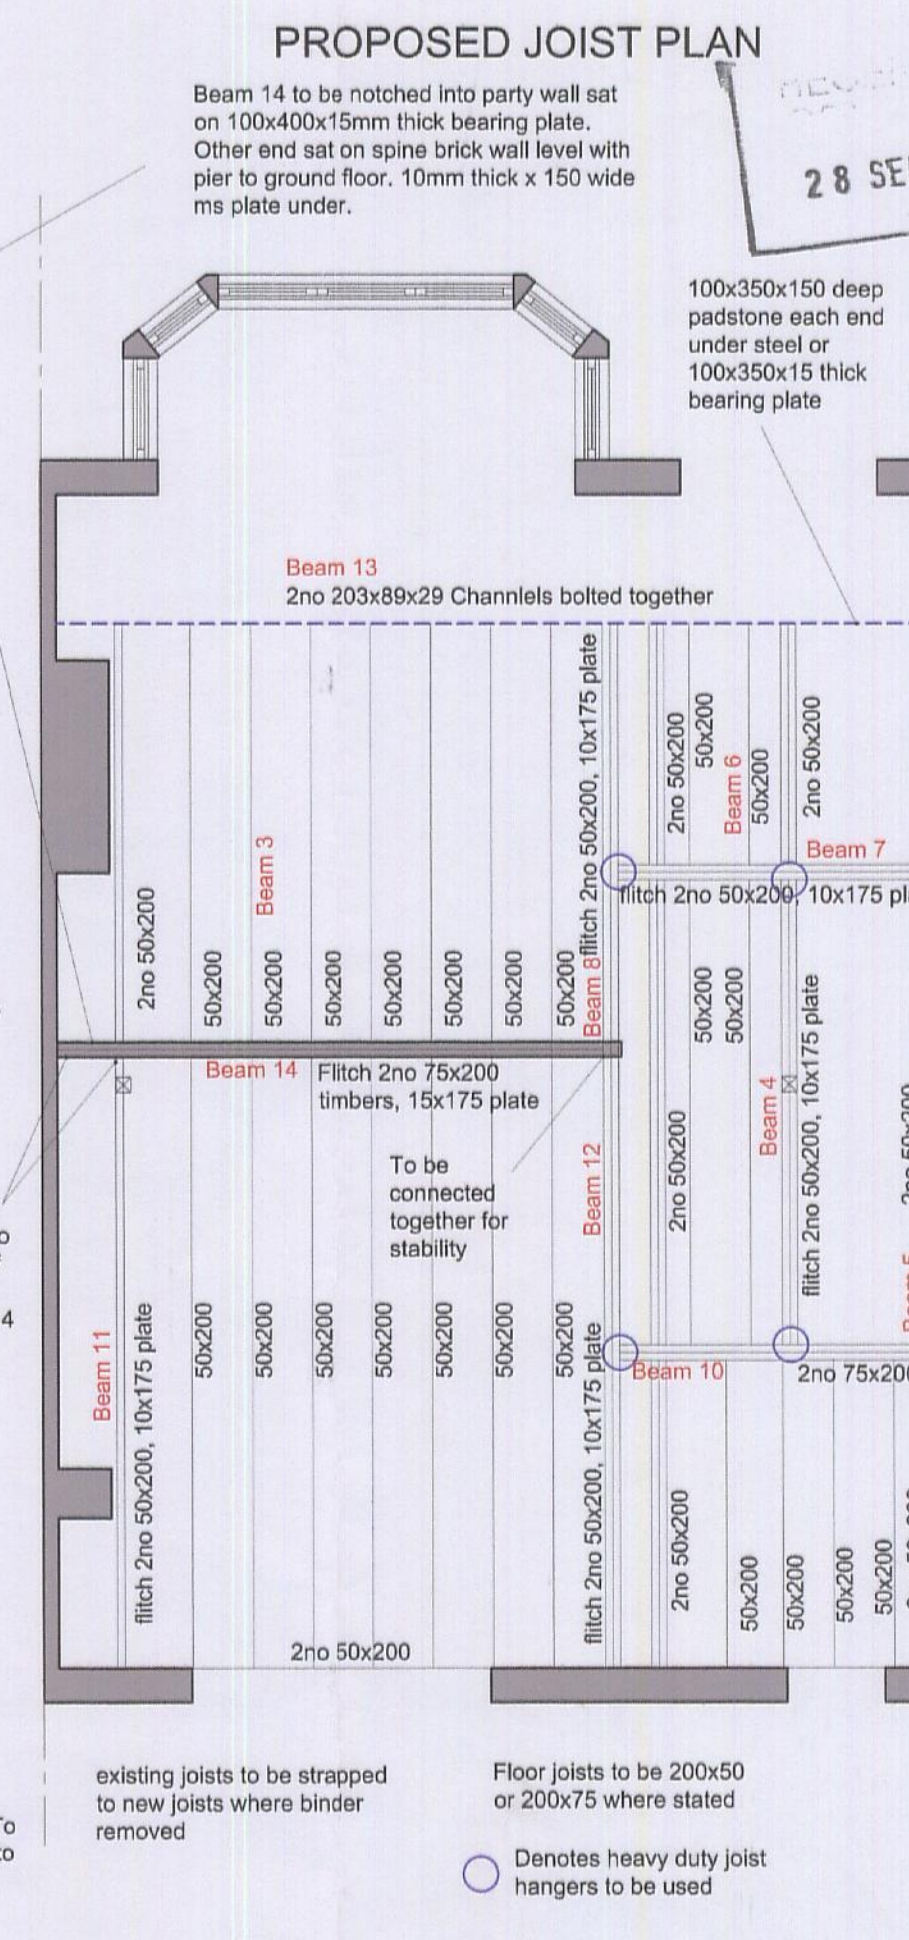 PROPOSED JOIST PLAN
Beam 14 to be notched into party wall sat
on 100x400x15mm thick bearing plate.
Other end sat on spine brick wall level with
pier to ground floor. 10mm thick x 150 wide
ms plate under.
28 SE
100x350x150 deep
padstone each end
under steel or
100x350x15 thick
bearing plate
Beam 13
2no 203x89x29 Channlels bolted together
flitch 2no 50x200, 10x175 plate
2no 50x200
50x200
Beam 6
50x200
2no 50x200
Beam 7
flitch 2no 50x200, 10x175 pl
Beam 3
2no 50x200
50x200
50x200
50x200
50x200
50x200
50x200
50x200
Beam 8
50x200
50x200
Beam 14
Flitch 2no 75x200
timbers, 15x175 plate
To be
connected
together for
stability
Beam 12
2no 50x200
Beam 4
flitch 2no 50x200, 10x175 plate
2no 50x200
4
Beam 11
flitch 2no 50x200, 10x175 plate
50x200
50x200
50x200
50x200
50x200
50x200
50x200
flitch 2no 50x200, 10x175 plate
Beam 10
2no 75x200
2no 50x200
50x200
50x200
50x200
50x200
2no 50x200
existing joists to be strapped
to new joists where binder
removed
Floor joists to be 200x50
or 200x75 where stated
Denotes heavy duty joist
hangers to be used